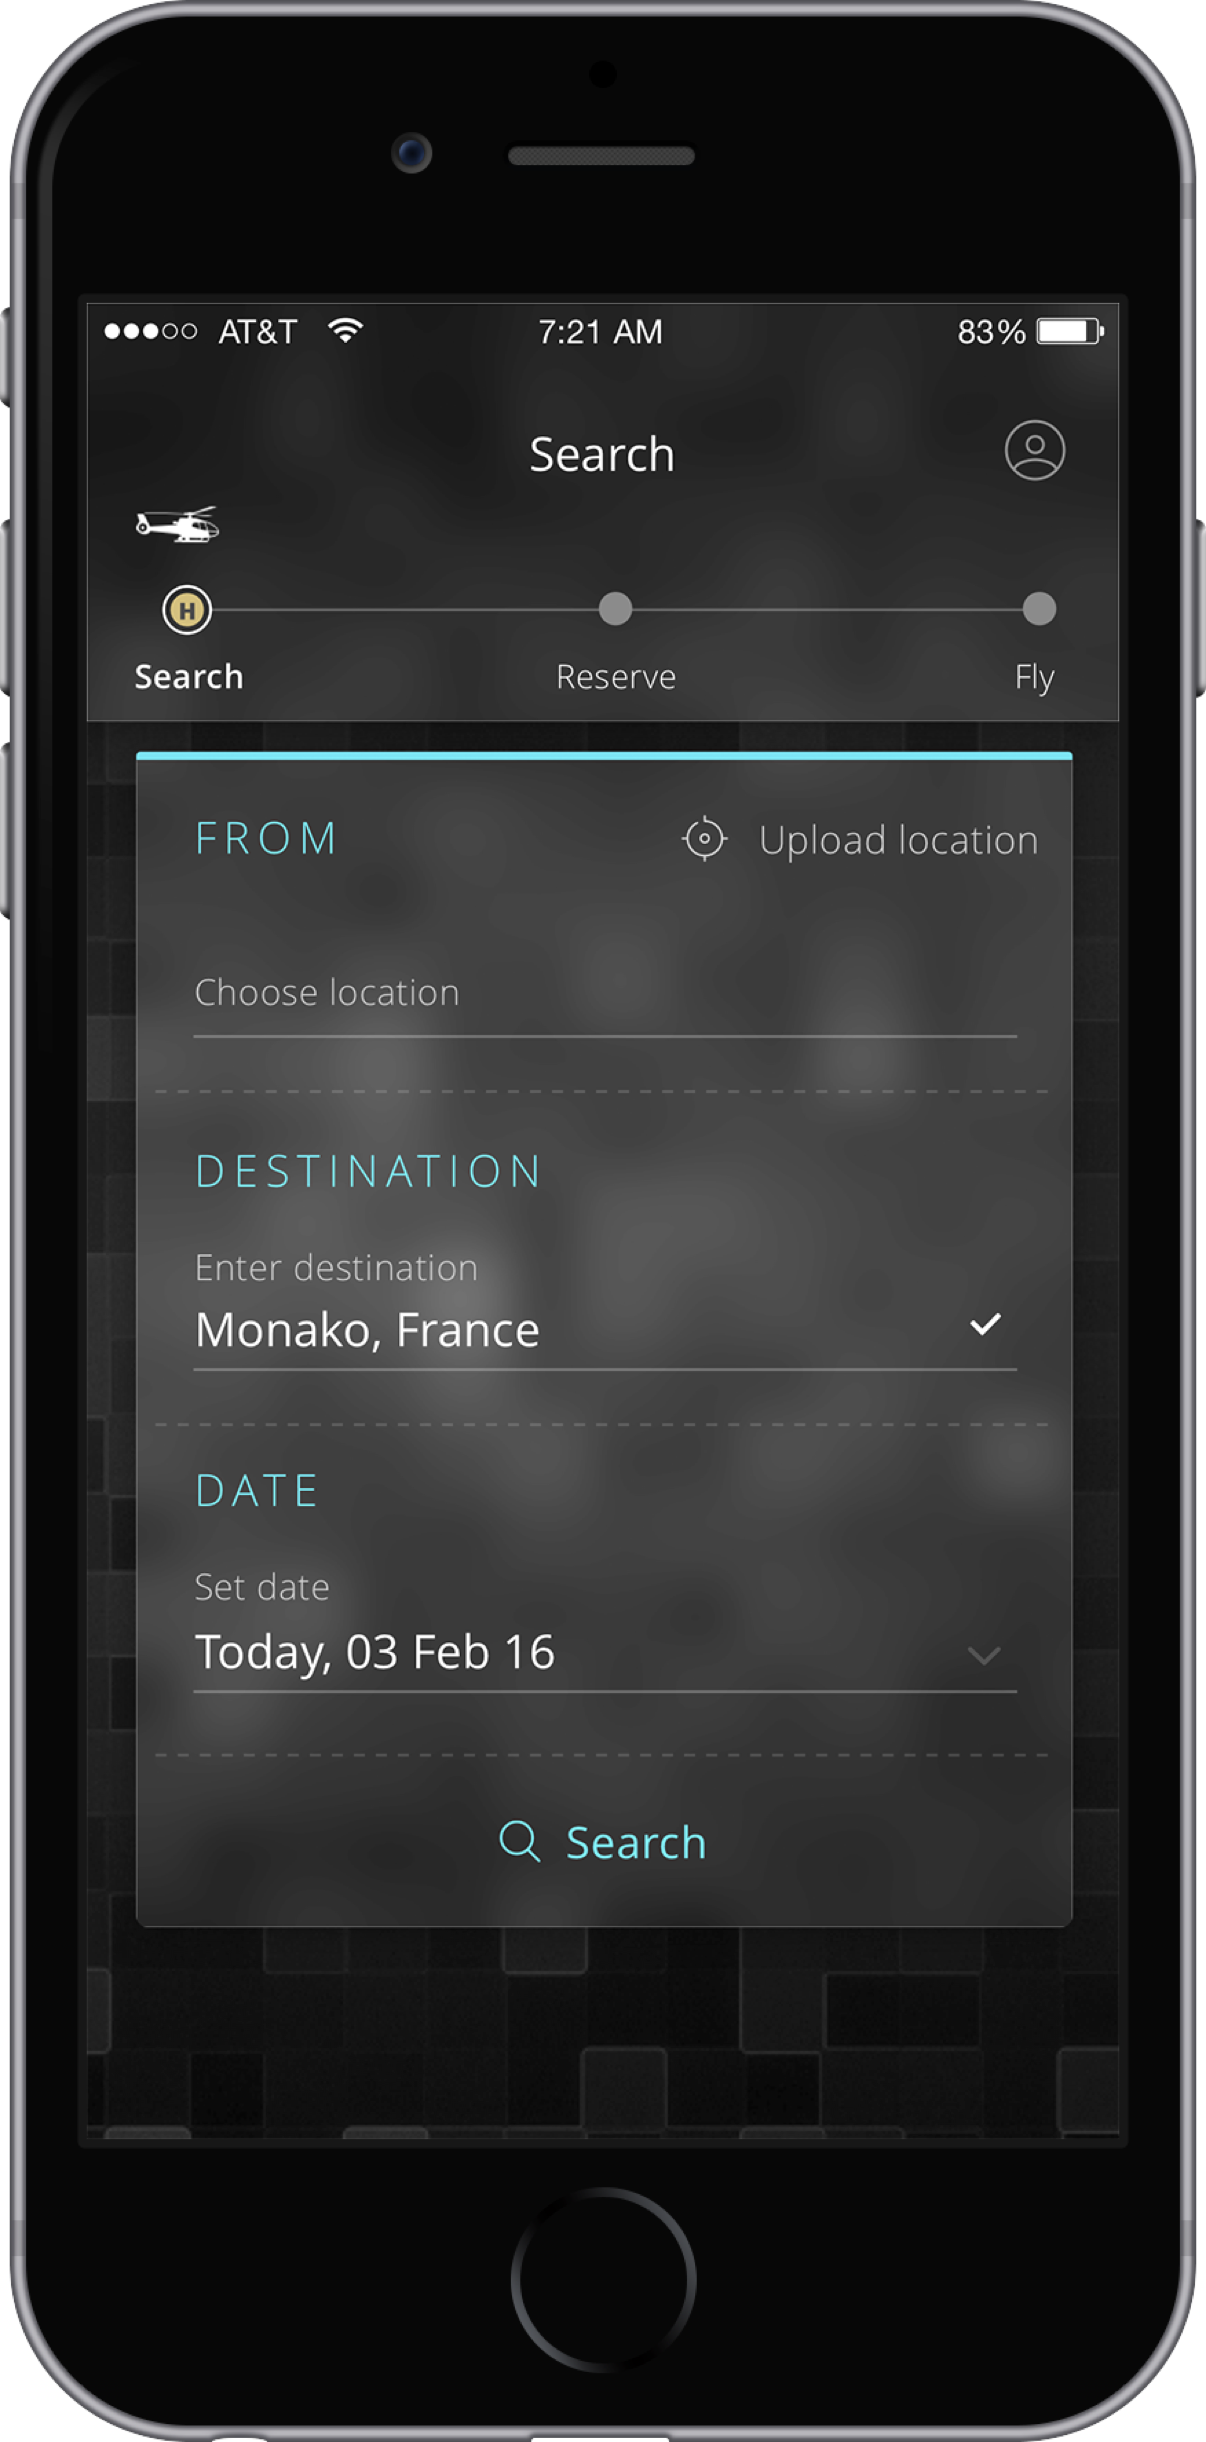 AT&T 7:21 AM 83%
Search
H
Search Reserve Fly
FROM Upload location
Choose location
DESTINATION
Enter destination
Monako, France
DATE
Set date
Today, 03 Feb 16
Search